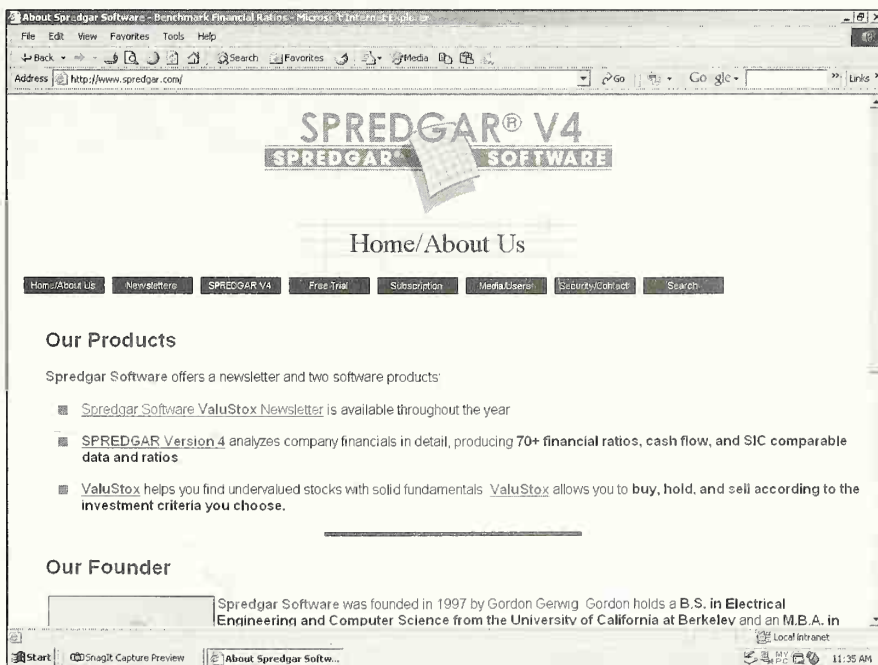 About Spredgar Software - Benchmark Financial Ratios - Microsoft Internet Explorer
File Edit View Favorites Tools Help
Back Search Favorites Media
Address http://www.spredgar.com/ Go Google Links
SPREDGAR® V4
SPREDGAR® SOFTWARE
Home/About Us
Home/About Us Newsletters SPREDGAR V4 Free Trial Subscription Media/Users Security/Contact Search
Our Products
Spredgar Software offers a newsletter and two software products:
Spredgar Software ValuStox Newsletter is available throughout the year
SPREDGAR Version 4 analyzes company financials in detail, producing 70+ financial ratios, cash flow, and SIC comparable
data and ratios
ValuStox helps you find undervalued stocks with solid fundamentals ValuStox allows you to buy, hold, and sell according to the
investment criteria you choose.
Our Founder
Spredgar Software was founded in 1997 by Gordon Gerwig Gordon holds a B.S. in Electrical
Engineering and Computer Science from the University of California at Berkeley and an M.B.A. in
Local intranet
Start SnagIt Capture Preview About Spredgar Softw... MY PC 11:35 AM